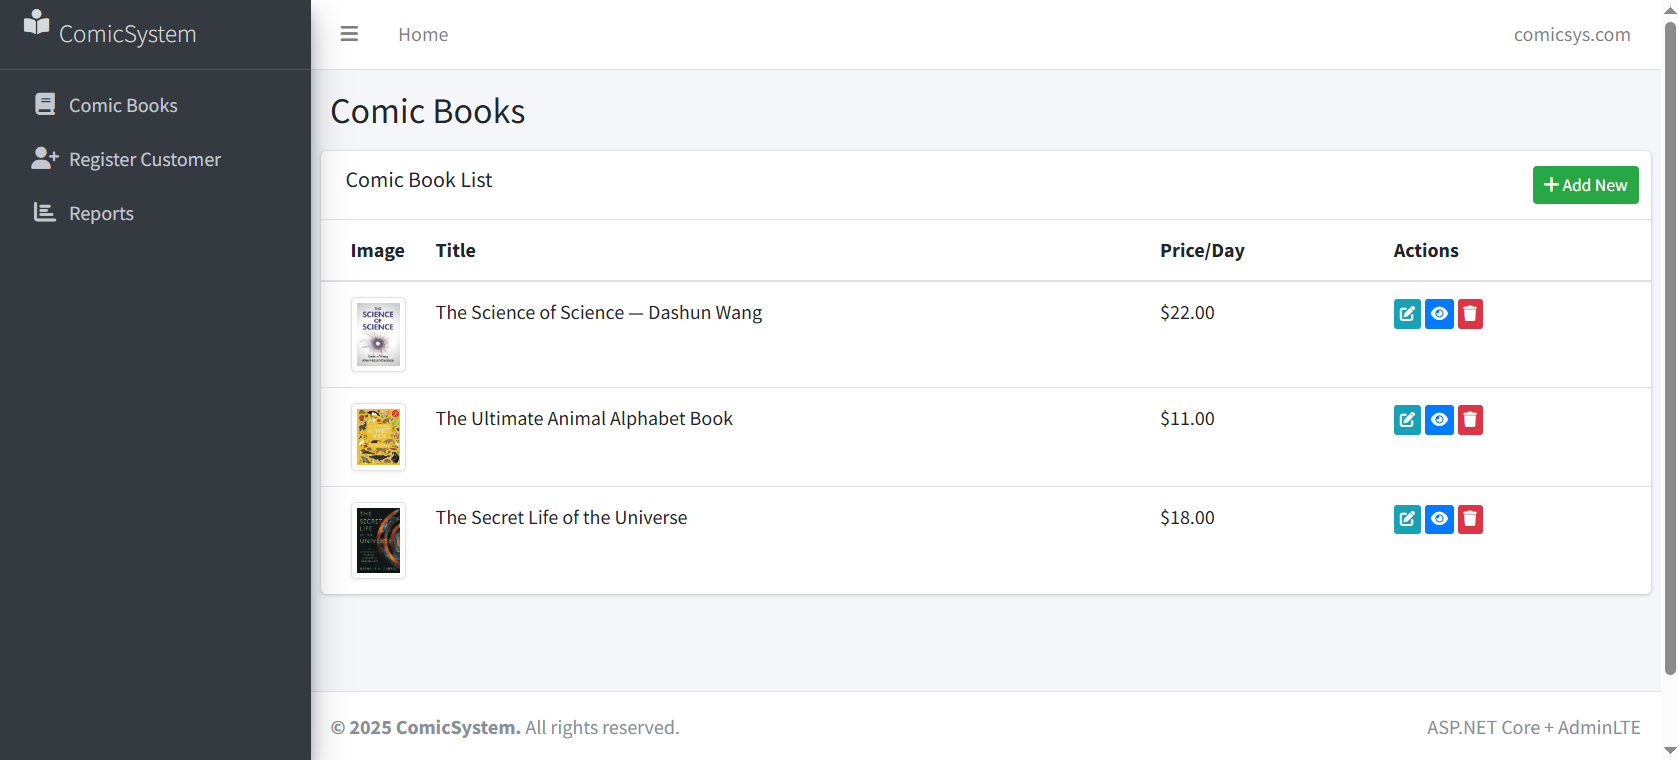 ComicSystem
Home
comicsys.com
Comic Books
Register Customer
Reports
Comic Books
Comic Book List
Add New
Image Title Price/Day Actions
THE
SCIENCE
OF
SCIENCE
The Science of Science — Dashun Wang $22.00
ALPHABET
The Ultimate Animal Alphabet Book $11.00
THE
SECRET
LIFE
OF THE
UNIVERSE
The Secret Life of the Universe $18.00
© 2025 ComicSystem. All rights reserved.
ASP.NET Core + AdminLTE